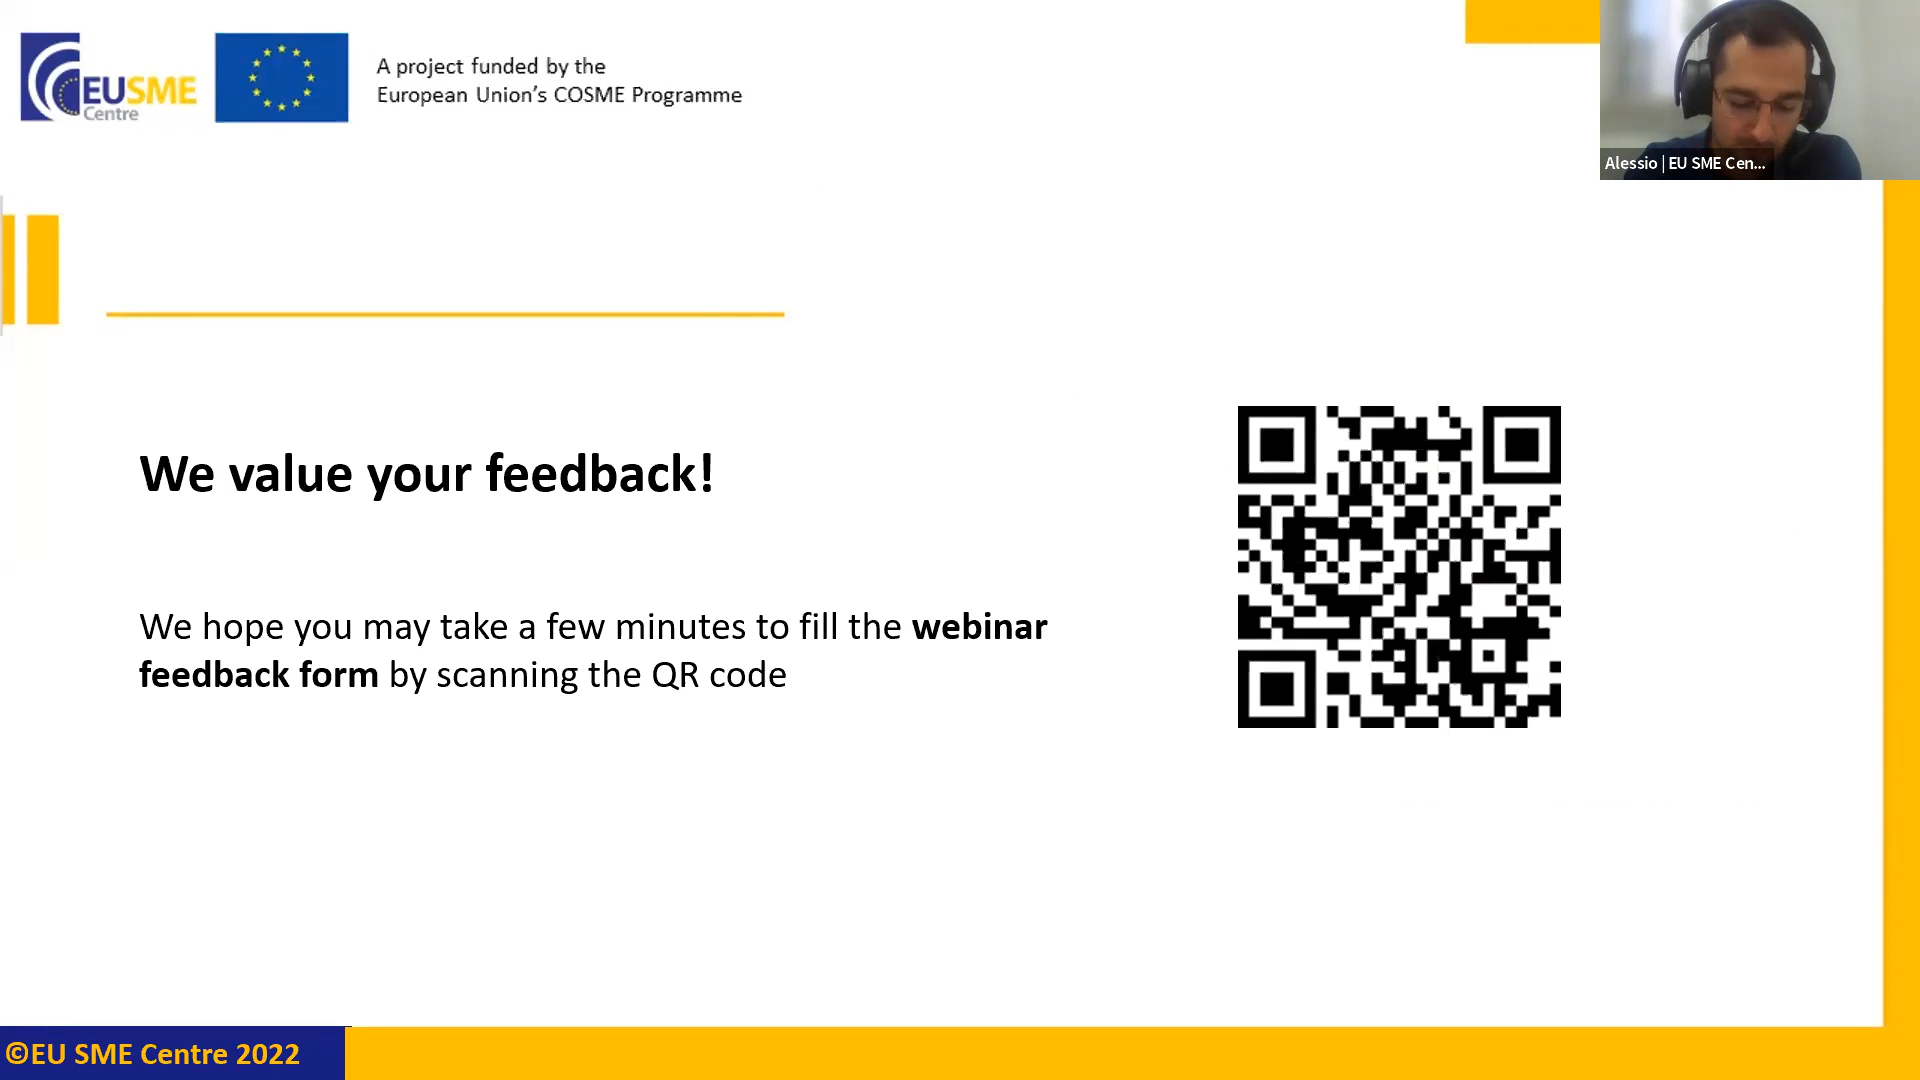 EUSME
Centre
A project funded by the
European Union's COSME Programme
Alessio | EU SME Cen...
We value your feedback!
We hope you may take a few minutes to fill the webinar
feedback form by scanning the QR code
©EU SME Centre 2022